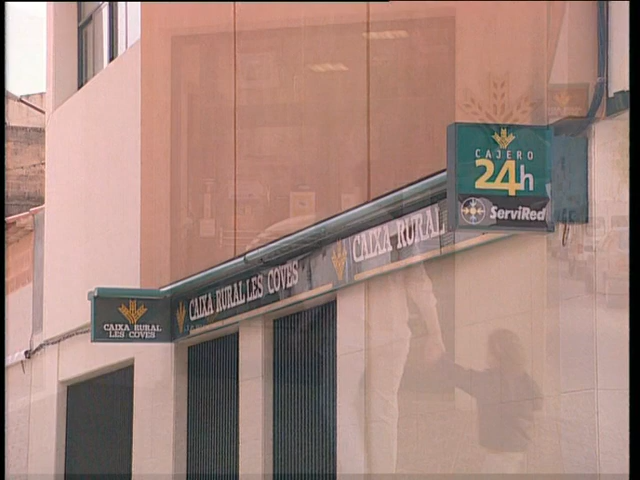 CAJERO
24h
ServiRed
CAIXA RURAL
CAIXA RURAL LES COVES
CAIXA RURAL
LES COVES